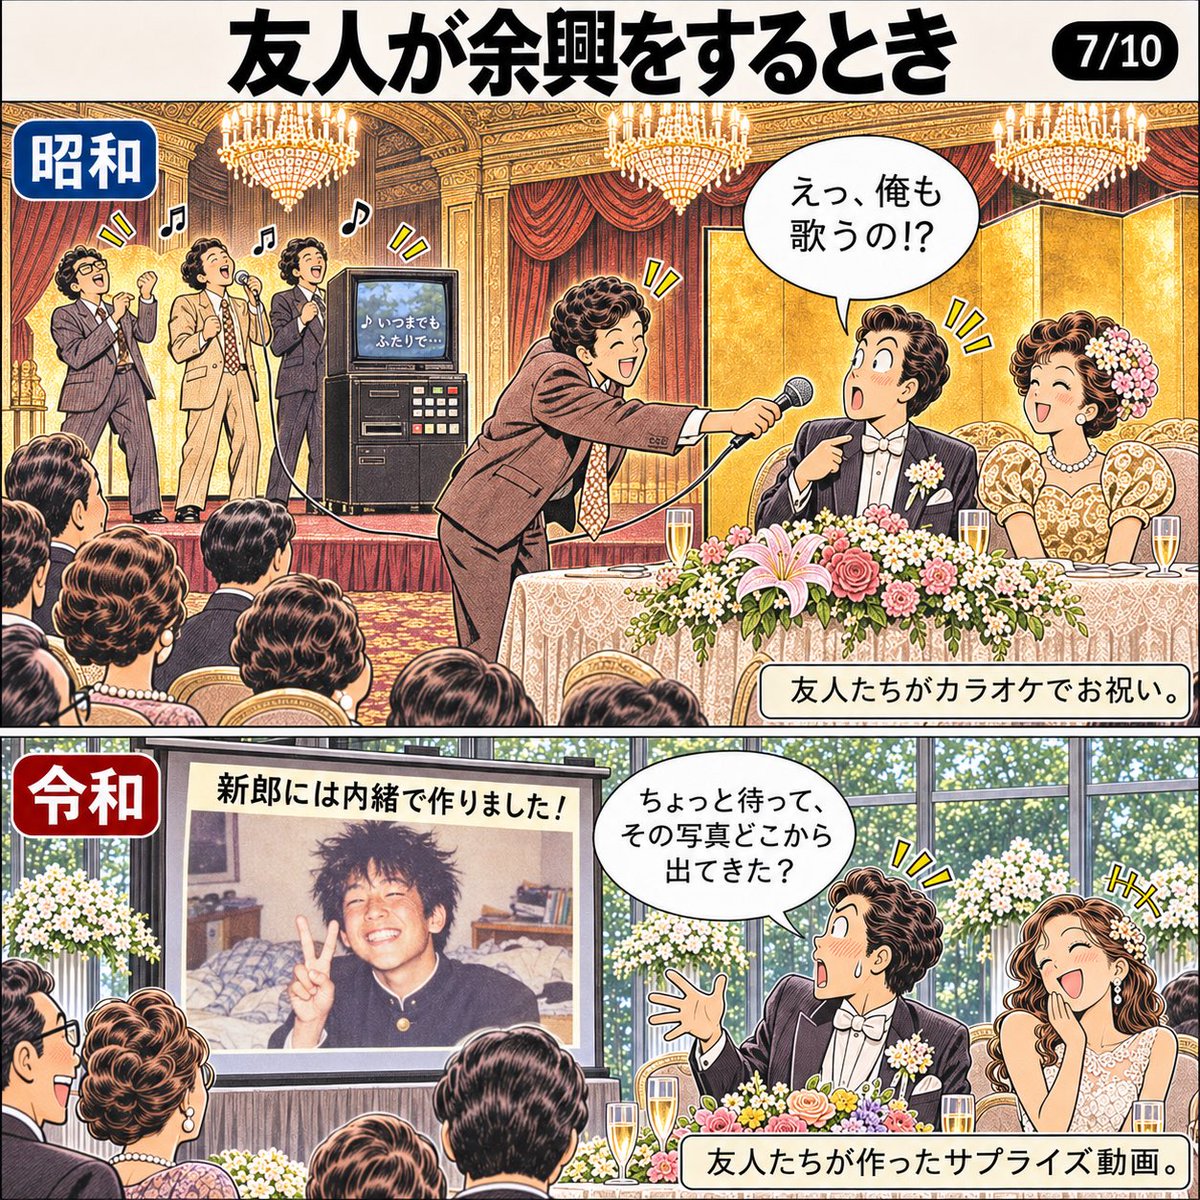 友人が余興をするとき
7/10
昭和
えっ、俺も
歌うの!?
♪いつまでも
ふたりで…
友人たちがカラオケでお祝い。
令和
新郎には内緒で作りました!
ちょっと待って、
その写真どこから
出てきた?
友人たちが作ったサプライズ動画。